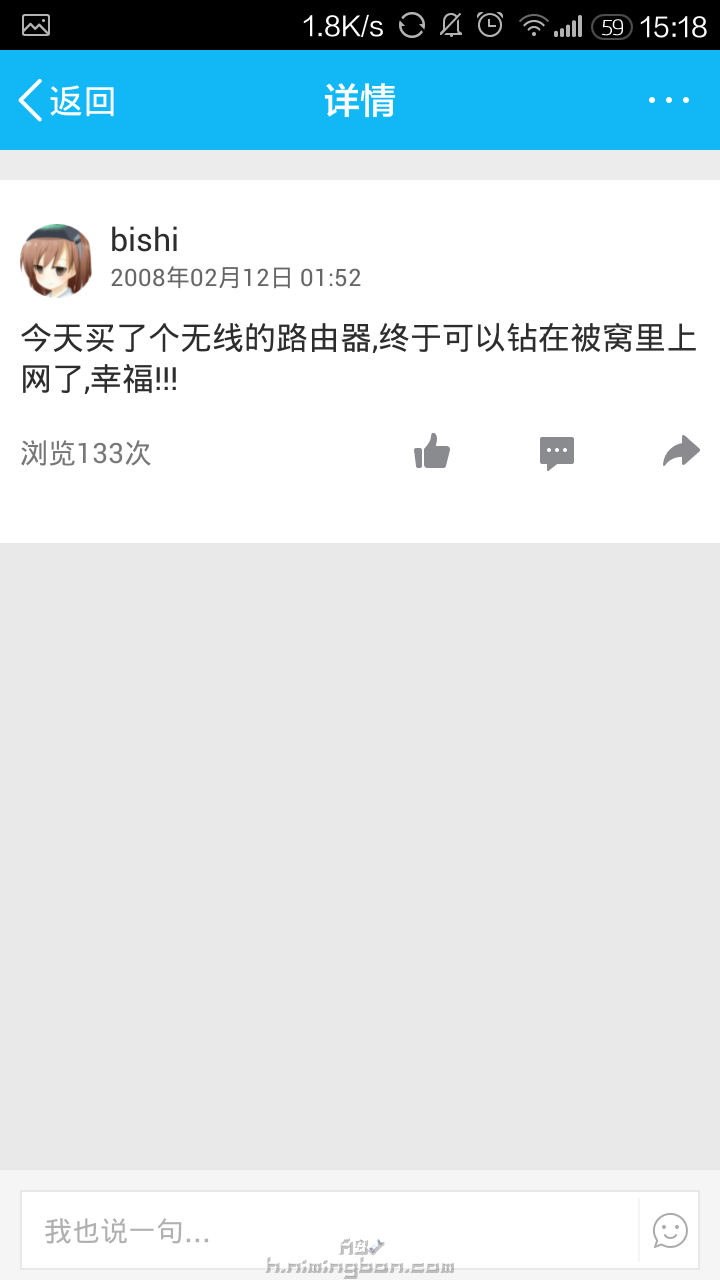 1.8K/s 59 15:18
返回 详情
bishi
2008年02月12日 01:52
今天买了个无线的路由器,终于可以钻在被窝里上
网了,幸福!!!
浏览133次
我也说一句...
h.nimingban.com